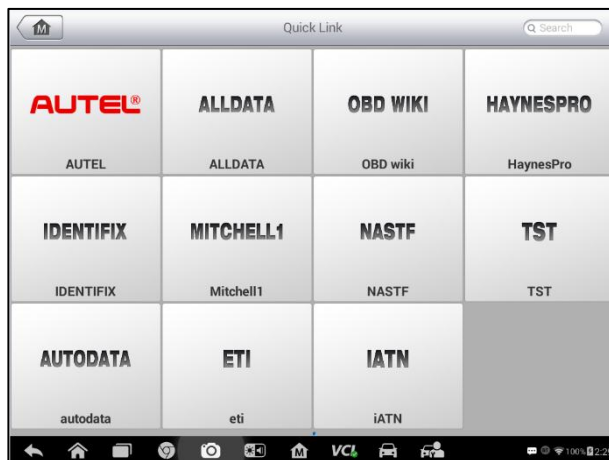 M
Quick Link
Search
AUTEL®
ALLDATA
OBD WIKI
HAYNESPRO
AUTEL
ALLDATA
OBD wiki
HaynesPro
IDENTIFIX
MITCHELL1
NASTF
TST
IDENTIFIX
Mitchell1
NASTF
TST
AUTODATA
ETI
IATN
autodata
eti
iATN
M
VCI
100%